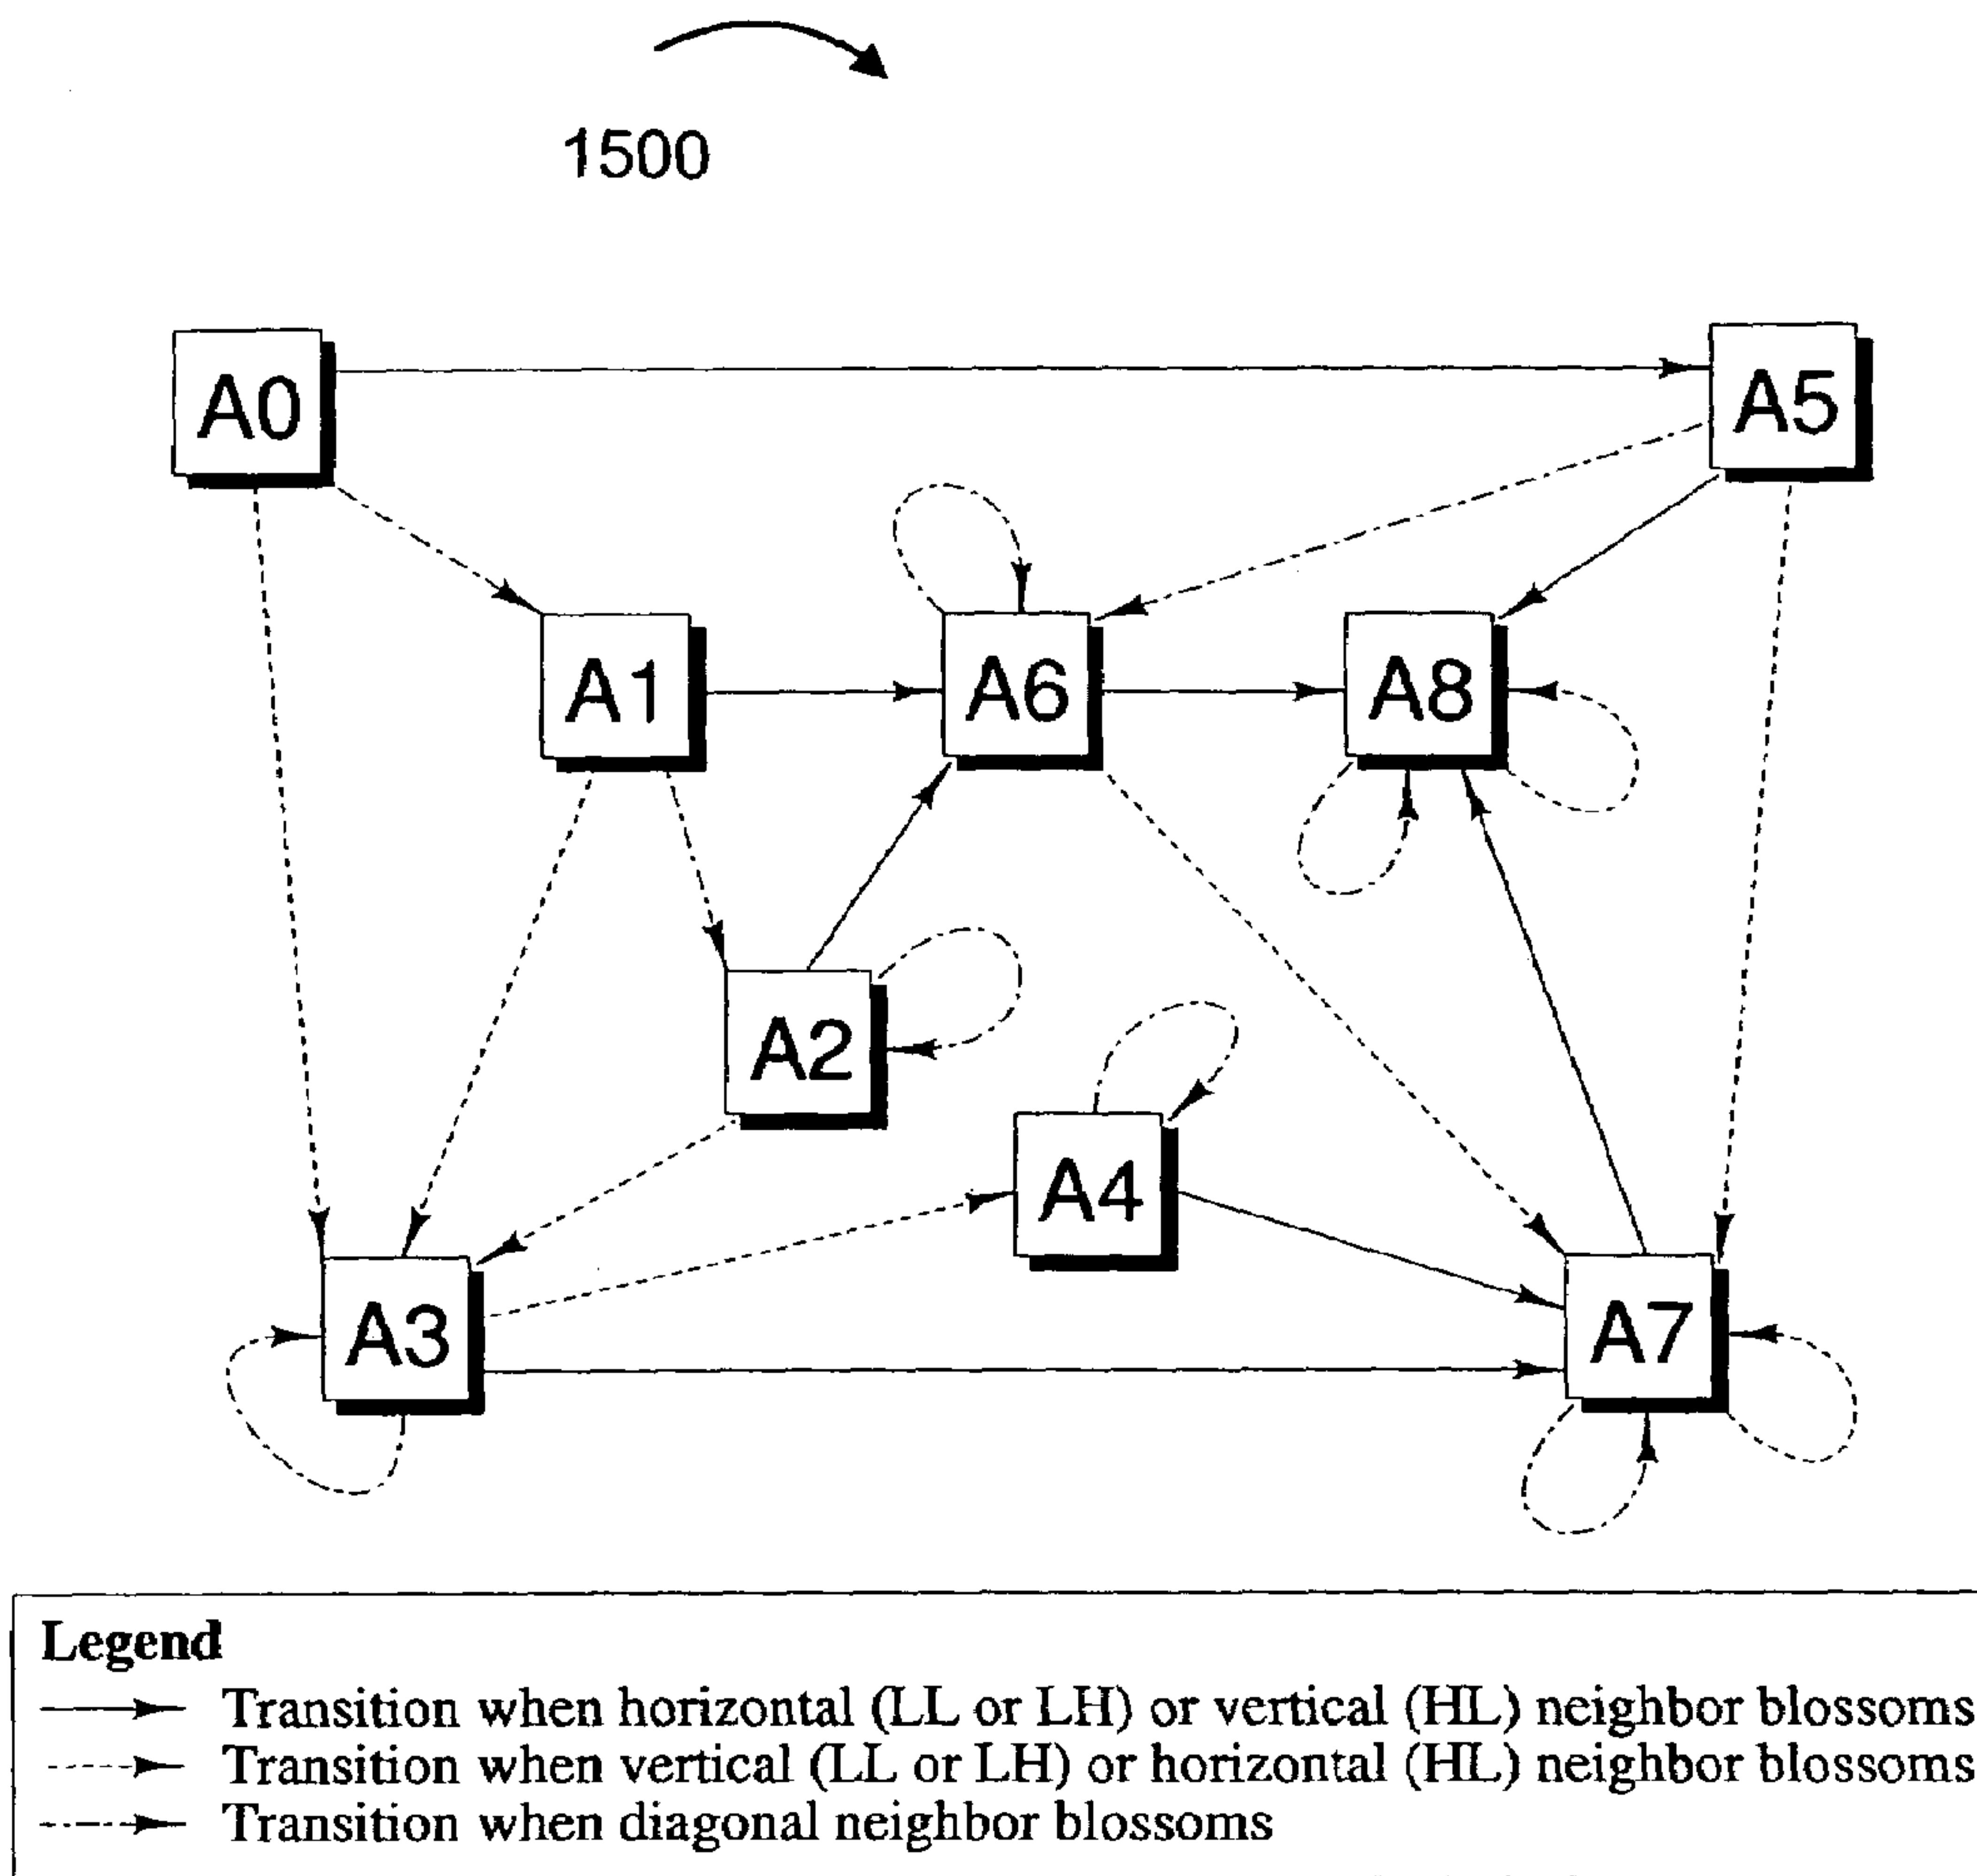 1500
A0
A5
A1
A6
A8
A2
A4
A3
A7
Legend
Transition when horizontal (LL or LH) or vertical (HL) neighbor blossoms
Transition when vertical (LL or LH) or horizontal (HL) neighbor blossoms
Transition when diagonal neighbor blossoms